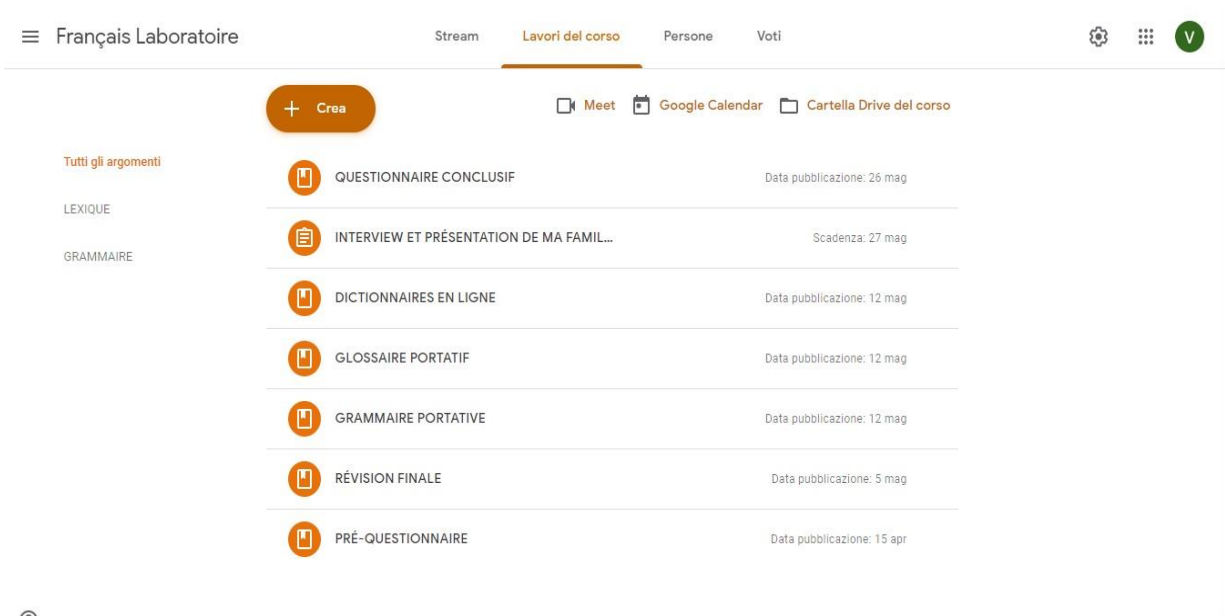 Français Laboratoire
Stream Lavori del corso Persone Voti
V
Crea
Meet Google Calendar Cartella Drive del corso
Tutti gli argomenti
LEXIQUE
GRAMMAIRE
QUESTIONNAIRE CONCLUSIF Data pubblicazione: 26 mag
INTERVIEW ET PRÉSENTATION DE MA FAMIL... Scadenza: 27 mag
DICTIONNAIRES EN LIGNE Data pubblicazione: 12 mag
GLOSSAIRE PORTATIF Data pubblicazione: 12 mag
GRAMMAIRE PORTATIVE Data pubblicazione: 12 mag
RÉVISION FINALE Data pubblicazione: 5 mag
PRÉ-QUESTIONNAIRE Data pubblicazione: 15 apr